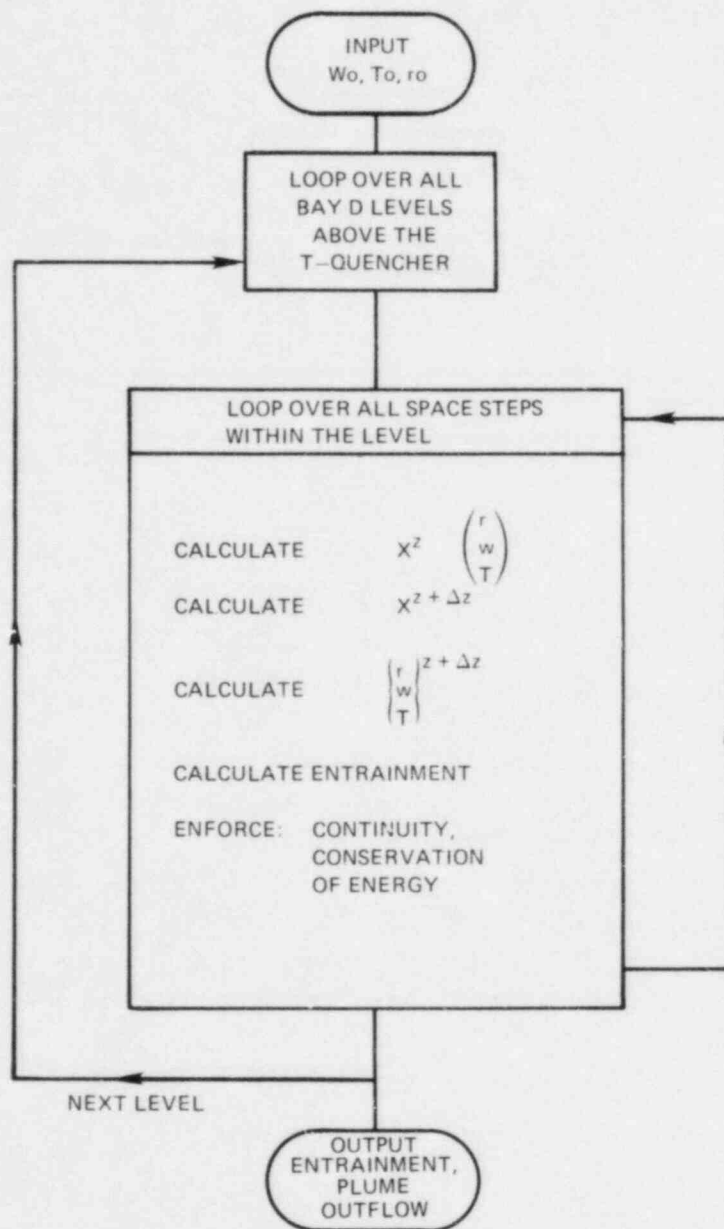 INPUT
Wo, To, ro
LOOP OVER ALL
BAY D LEVELS
ABOVE THE
T–QUENCHER
LOOP OVER ALL SPACE STEPS
WITHIN THE LEVEL
CALCULATE X^z (r w T)
CALCULATE X^z + Δz
CALCULATE {r w T}^z + Δz
CALCULATE ENTRAINMENT
ENFORCE: CONTINUITY,
CONSERVATION
OF ENERGY
NEXT LEVEL
OUTPUT
ENTRAINMENT,
PLUME
OUTFLOW